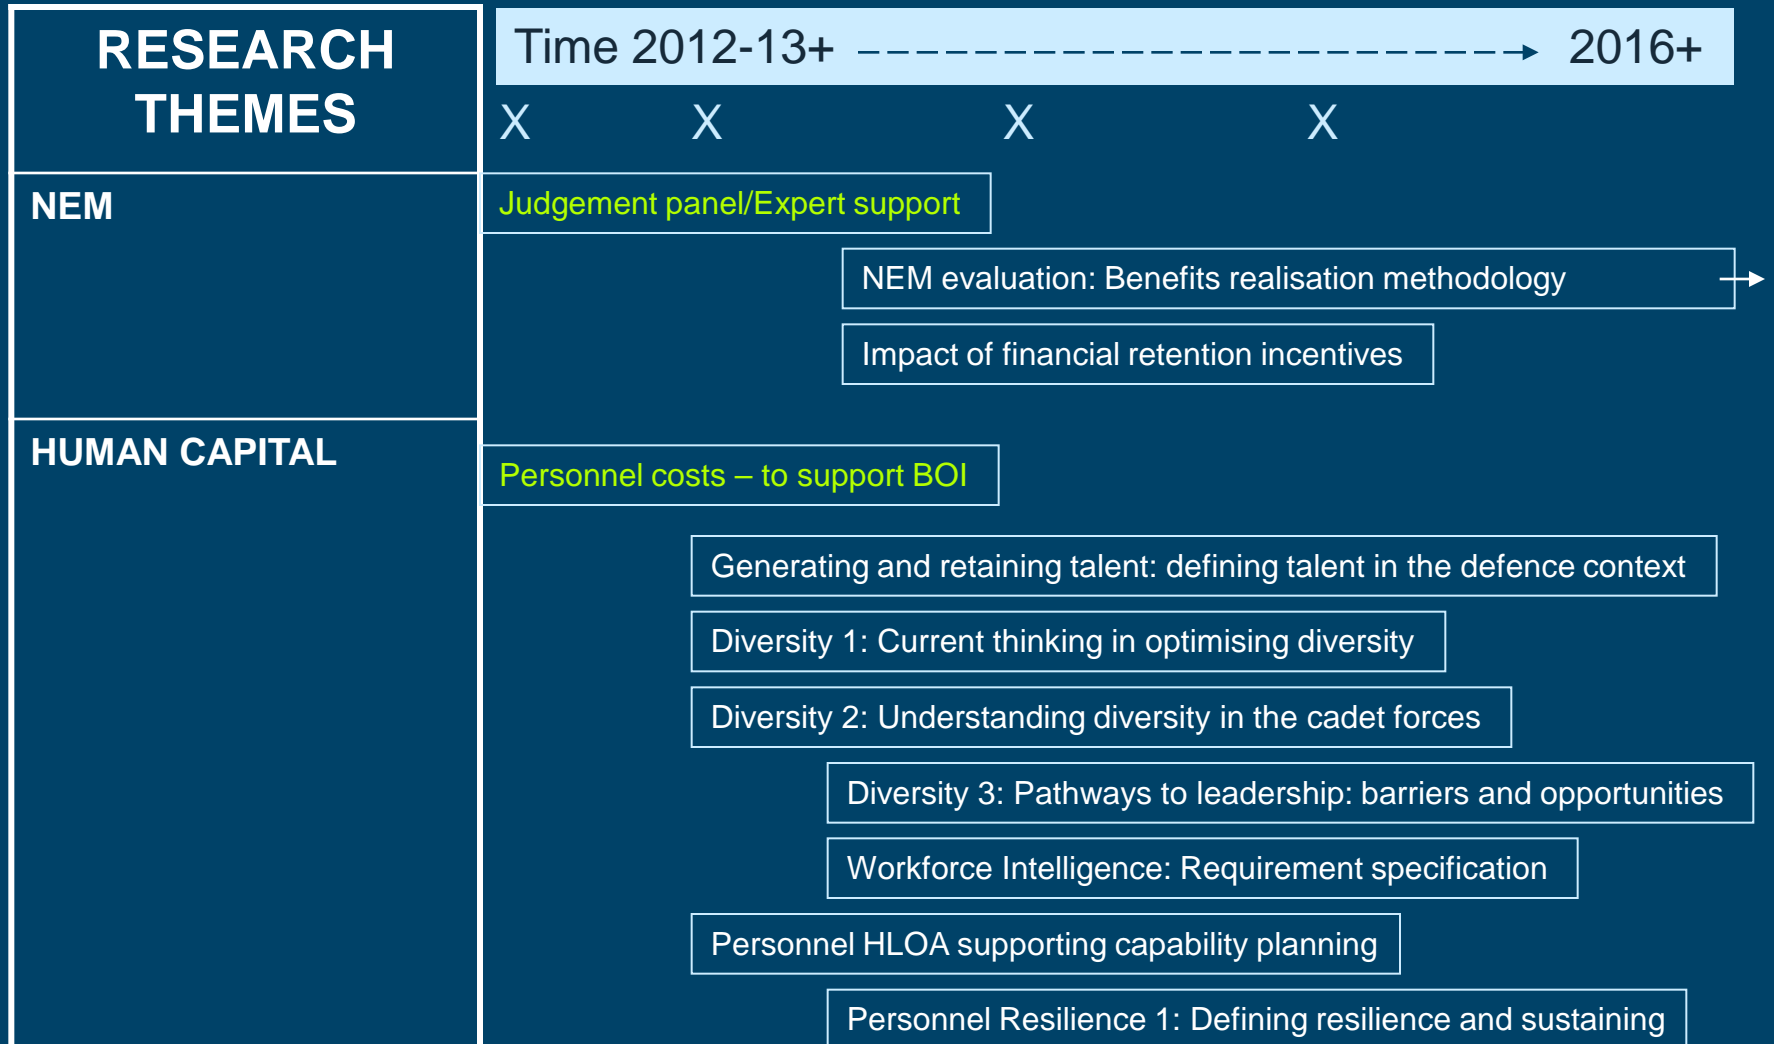 RESEARCH
THEMES
Time 2012-13+ 2016+
X X X X
NEM
Judgement panel/Expert support
NEM evaluation: Benefits realisation methodology
Impact of financial retention incentives
HUMAN CAPITAL
Personnel costs – to support BOI
Generating and retaining talent: defining talent in the defence context
Diversity 1: Current thinking in optimising diversity
Diversity 2: Understanding diversity in the cadet forces
Diversity 3: Pathways to leadership: barriers and opportunities
Workforce Intelligence: Requirement specification
Personnel HLOA supporting capability planning
Personnel Resilience 1: Defining resilience and sustaining